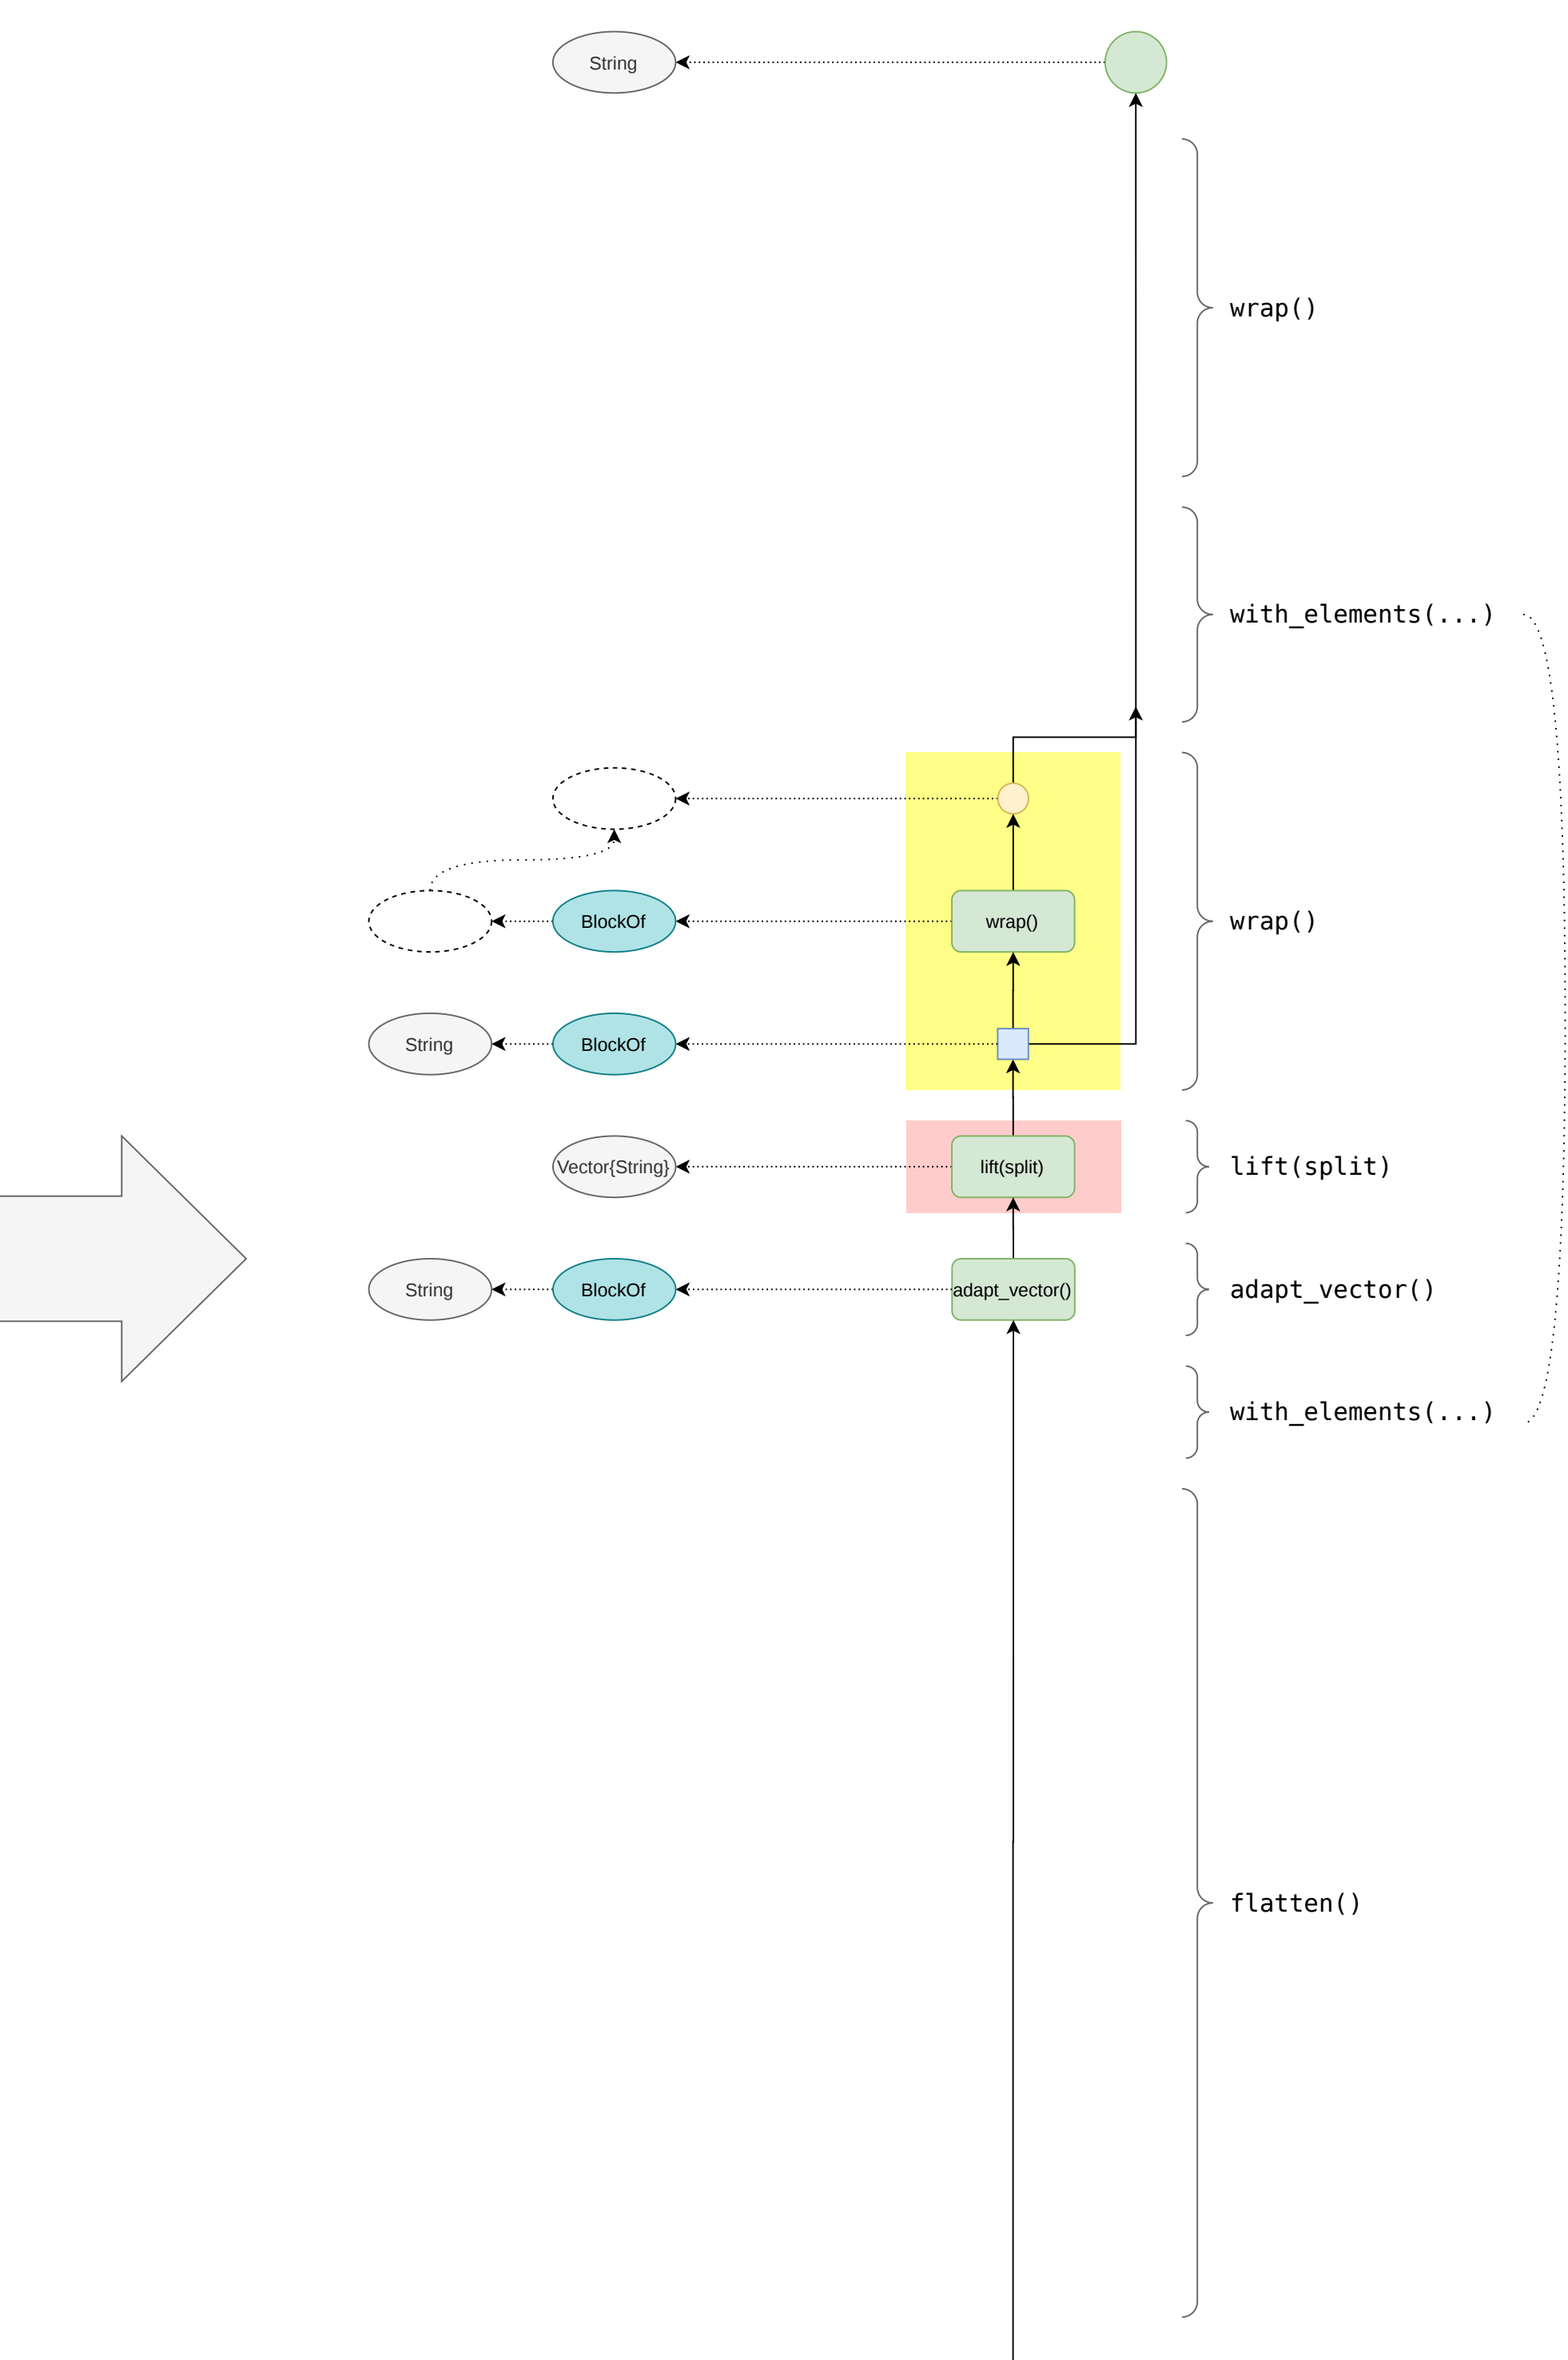 String
wrap()
with_elements(...)
BlockOf
wrap()
wrap()
String
BlockOf
Vector{String}
lift(split)
lift(split)
String
BlockOf
adapt_vector()
adapt_vector()
with_elements(...)
flatten()